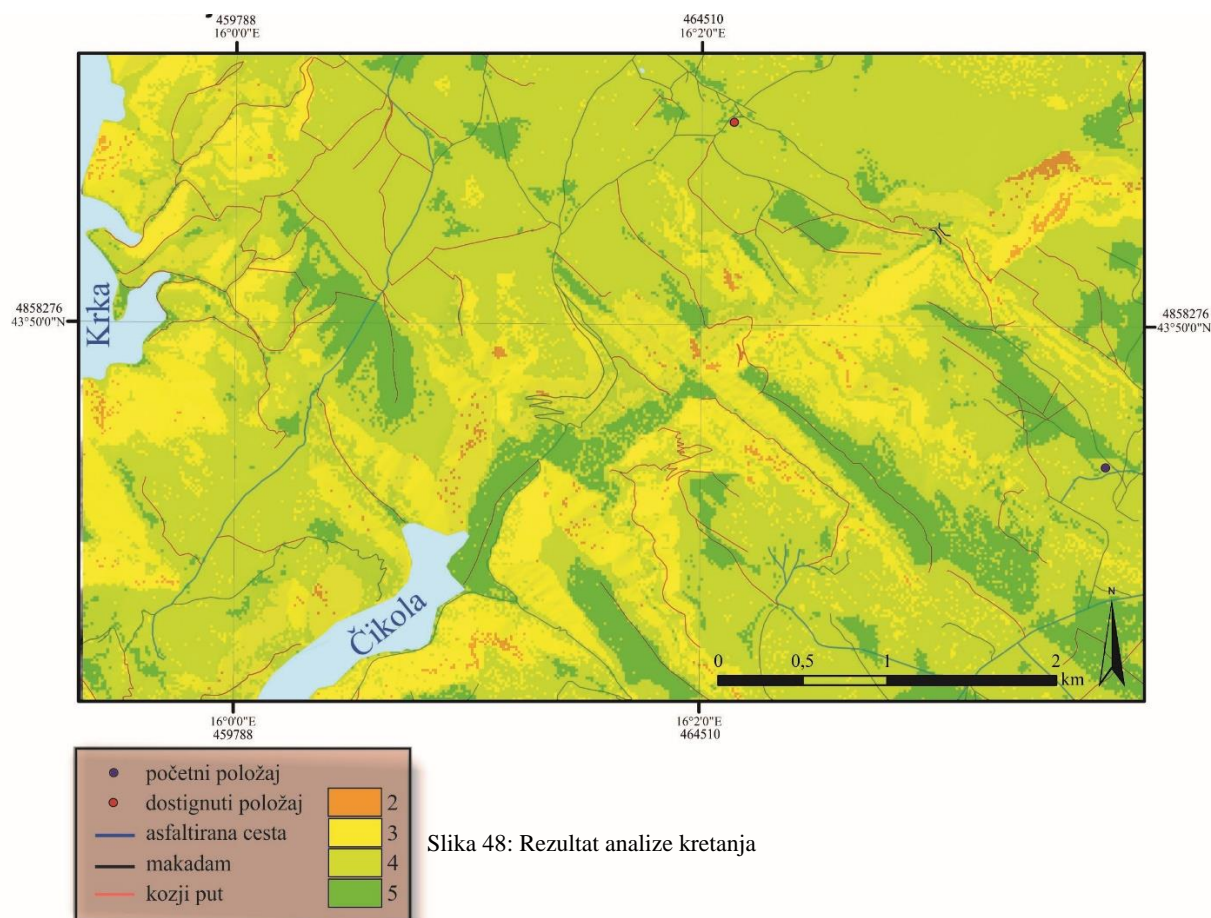 459788
16°0'0"E
464510
16°2'0"E
4858276
43°50'0"N
4858276
43°50'0"N
Krka
Čikola
N
0 0,5 1 2
km
16°0'0"E
459788
16°2'0"E
464510
početni položaj
dostignuti položaj
asfaltirana cesta
makadam
kozji put
2
3
4
5
Slika 48: Rezultat analize kretanja